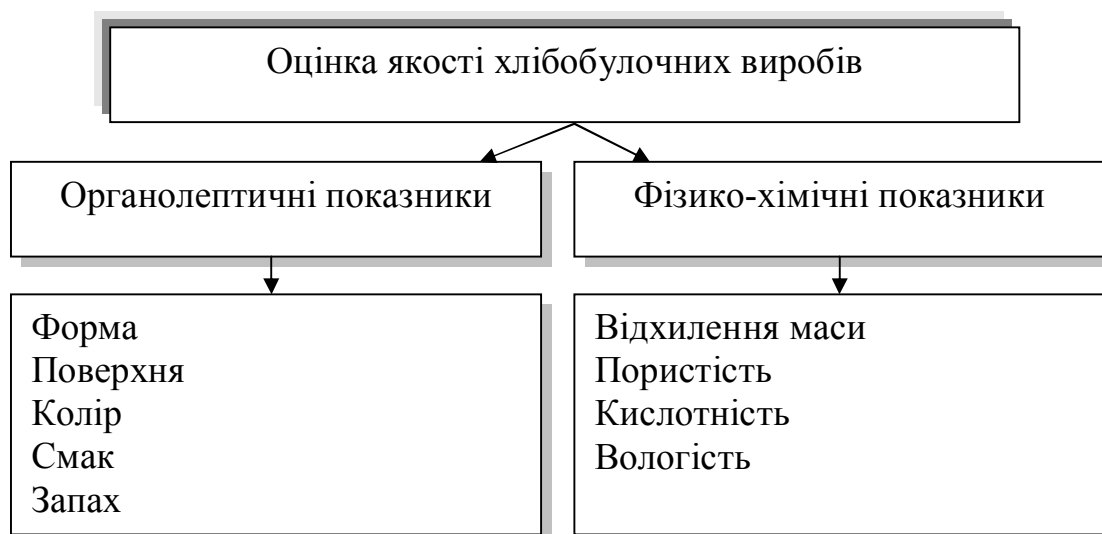 Оцінка якості хлібобулочних виробів
Органолептичні показники
Фізико-хімічні показники
Форма
Поверхня
Колір
Смак
Запах
Відхилення маси
Пористість
Кислотність
Вологість